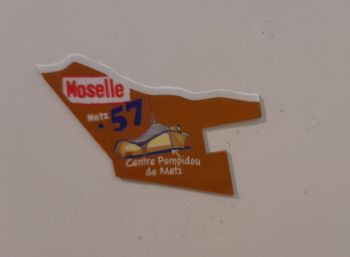 Moselle
Metz
57
Centre Pompidou
de Metz